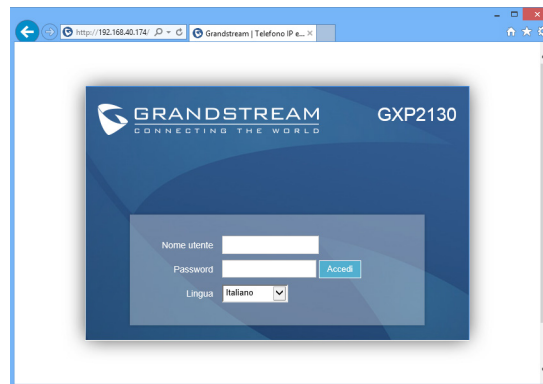 http://192.168.40.174/
Grandstream | Telefono IP e...
GRANDSTREAM
CONNECTING THE WORLD
GXP2130
Nome utente
Password
Accedi
Lingua
Italiano